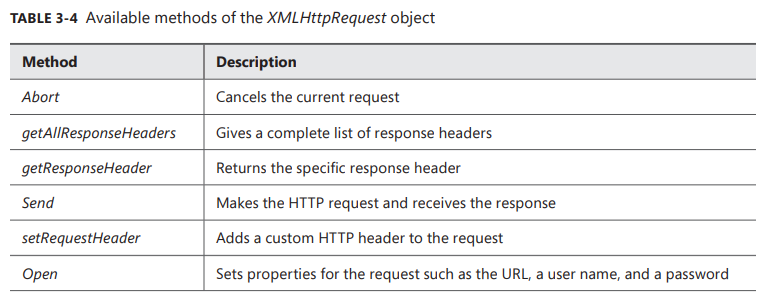 TABLE 3-4 Available methods of the XMLHttpRequest object
Method Description
Abort Cancels the current request
getAllResponseHeaders Gives a complete list of response headers
getResponseHeader Returns the specific response header
Send Makes the HTTP request and receives the response
setRequestHeader Adds a custom HTTP header to the request
Open Sets properties for the request such as the URL, a user name, and a password